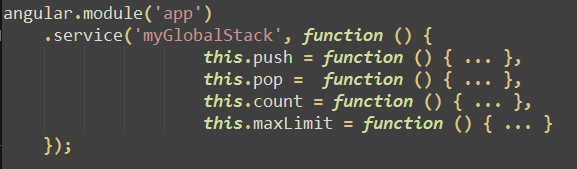 angular.module('app')
.service('myGlobalStack', function () {
this.push = function () { ... },
this.pop =  function () { ... },
this.count = function () { ... },
this.maxLimit = function () { ... }
});